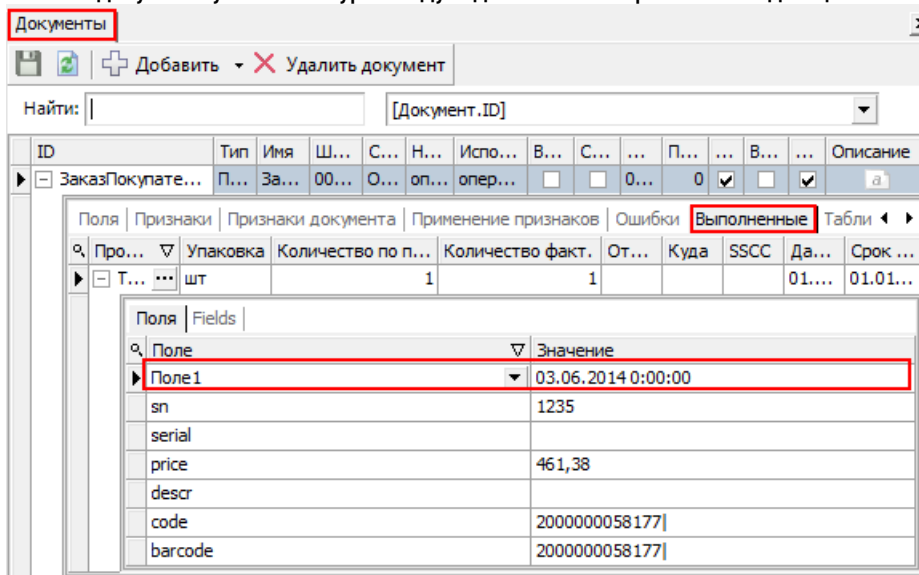 Документы
Добавить Удалить документ
Найти: [Документ.ID]
ID Тип Имя Ш... С... Н... Испо... В... С... ... П... ... В... ... Описание
ЗаказПокупате... П... За... 00... О... оп... опер... 0... 0 a
Поля Признаки Признаки документа Применение признаков Ошибки Выполненные Табли
Про... Упаковка Количество по п... Количество факт. От... Куда SSCC Да... Срок ...
Т... ... шт 1 1 01.... 01.01...
Поля Fields
Поле Значение
Поле1 03.06.2014 0:00:00
sn 1235
serial
price 461,38
descr
code 2000000058177|
barcode 2000000058177|